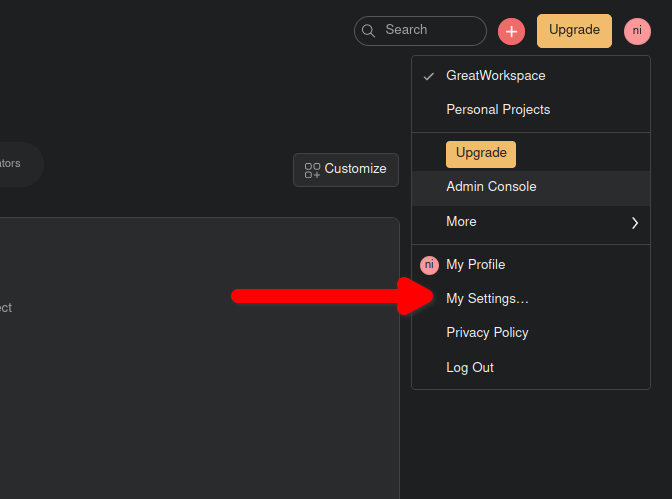 Search
Upgrade
ni
GreatWorkspace
Personal Projects
Upgrade
ators
Customize
Admin Console
More
ni
My Profile
My Settings...
ect
Privacy Policy
Log Out